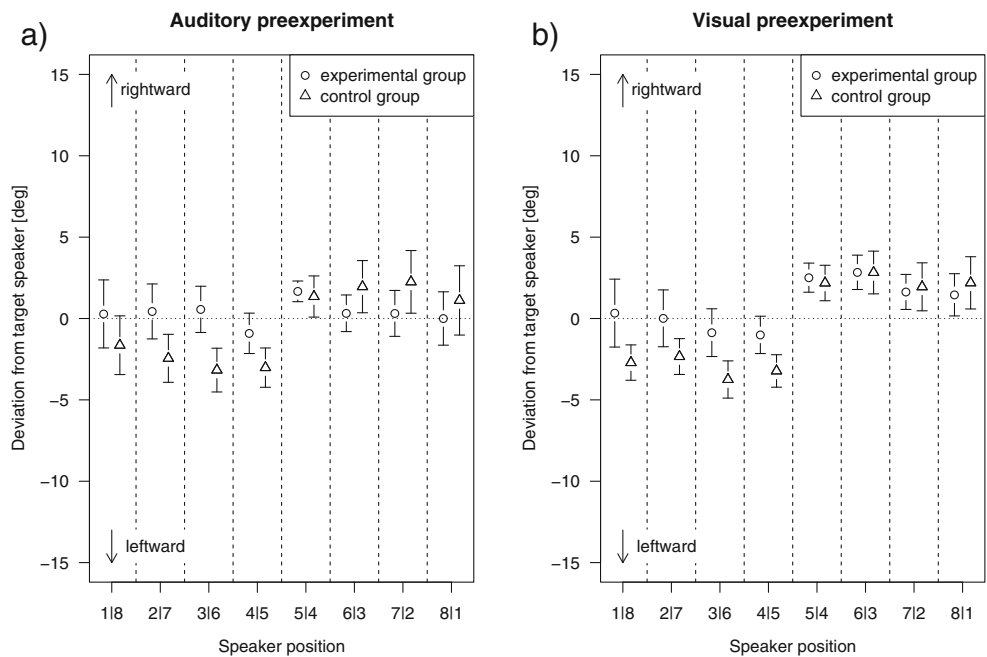 a)
Auditory preexperiment
experimental group
control group
rightward
leftward
15
10
5
0
−5
−10
−15
Deviation from target speaker [deg]
1|8 2|7 3|6 4|5 5|4 6|3 7|2 8|1
Speaker position
b)
Visual preexperiment
experimental group
control group
rightward
leftward
15
10
5
0
−5
−10
−15
Deviation from target speaker [deg]
1|8 2|7 3|6 4|5 5|4 6|3 7|2 8|1
Speaker position